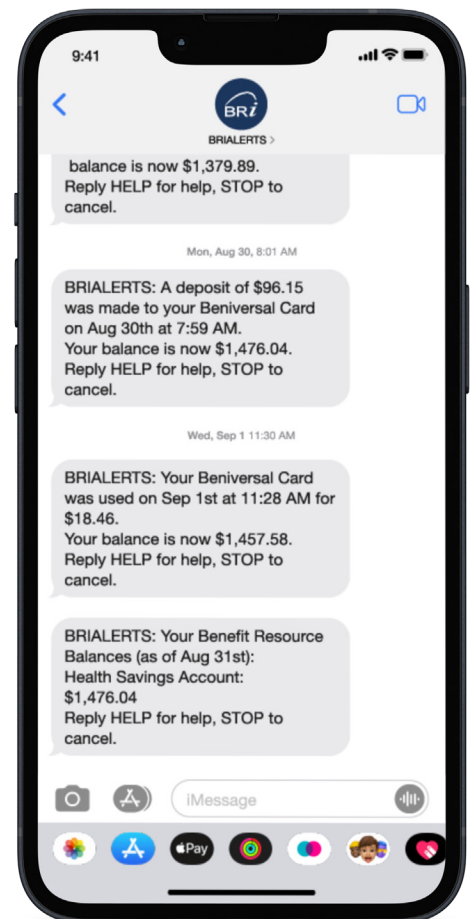 9:41
BRi
BRIALERTS >
balance is now $1,379.89.
Reply HELP for help, STOP to
cancel.
Mon, Aug 30, 8:01 AM
BRIALERTS: A deposit of $96.15
was made to your Beniversal Card
on Aug 30th at 7:59 AM.
Your balance is now $1,476.04.
Reply HELP for help, STOP to
cancel.
Wed, Sep 1 11:30 AM
BRIALERTS: Your Beniversal Card
was used on Sep 1st at 11:28 AM for
$18.46.
Your balance is now $1,457.58.
Reply HELP for help, STOP to
cancel.
BRIALERTS: Your Benefit Resource
Balances (as of Aug 31st):
Health Savings Account:
$1,476.04
Reply HELP for help, STOP to
cancel.
iMessage
Pay